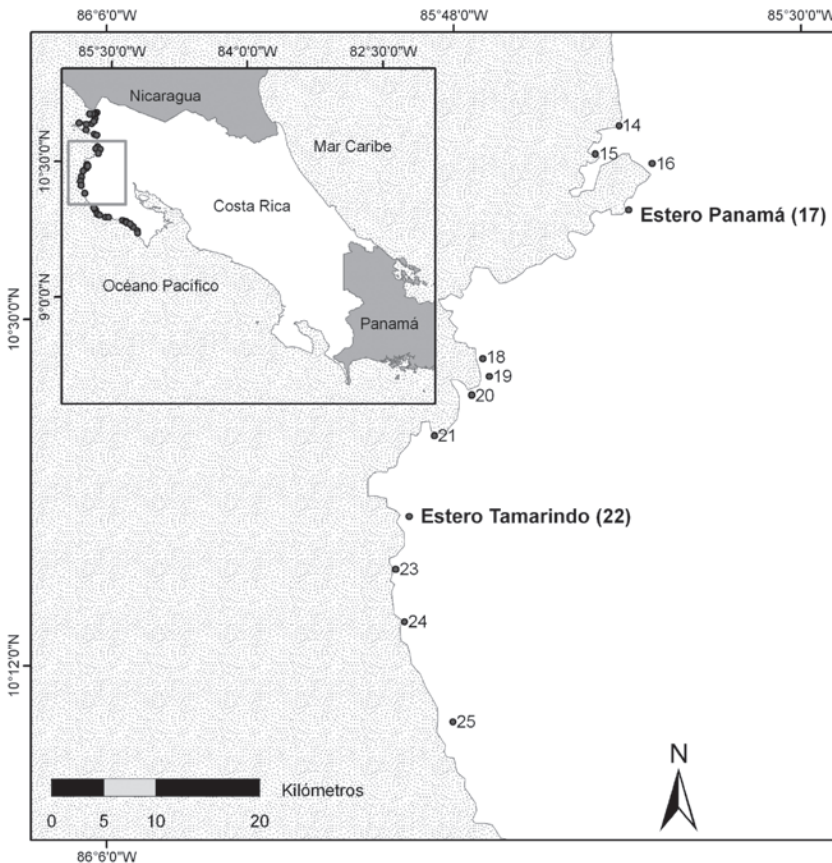 86°6'0"W
85°48'0"W
85°30'0"W
85°30'0"W
84°0'0"W
82°30'0"W
Nicaragua
Mar Caribe
10°30'0"N
Costa Rica
Océano Pacífico
9°0'0"N
Panamá
14
15
16
Estero Panamá (17)
10°30'0"N
18
19
20
21
Estero Tamarindo (22)
23
24
10°12'0"N
25
N
Kilómetros
0 5 10 20
86°6'0"W